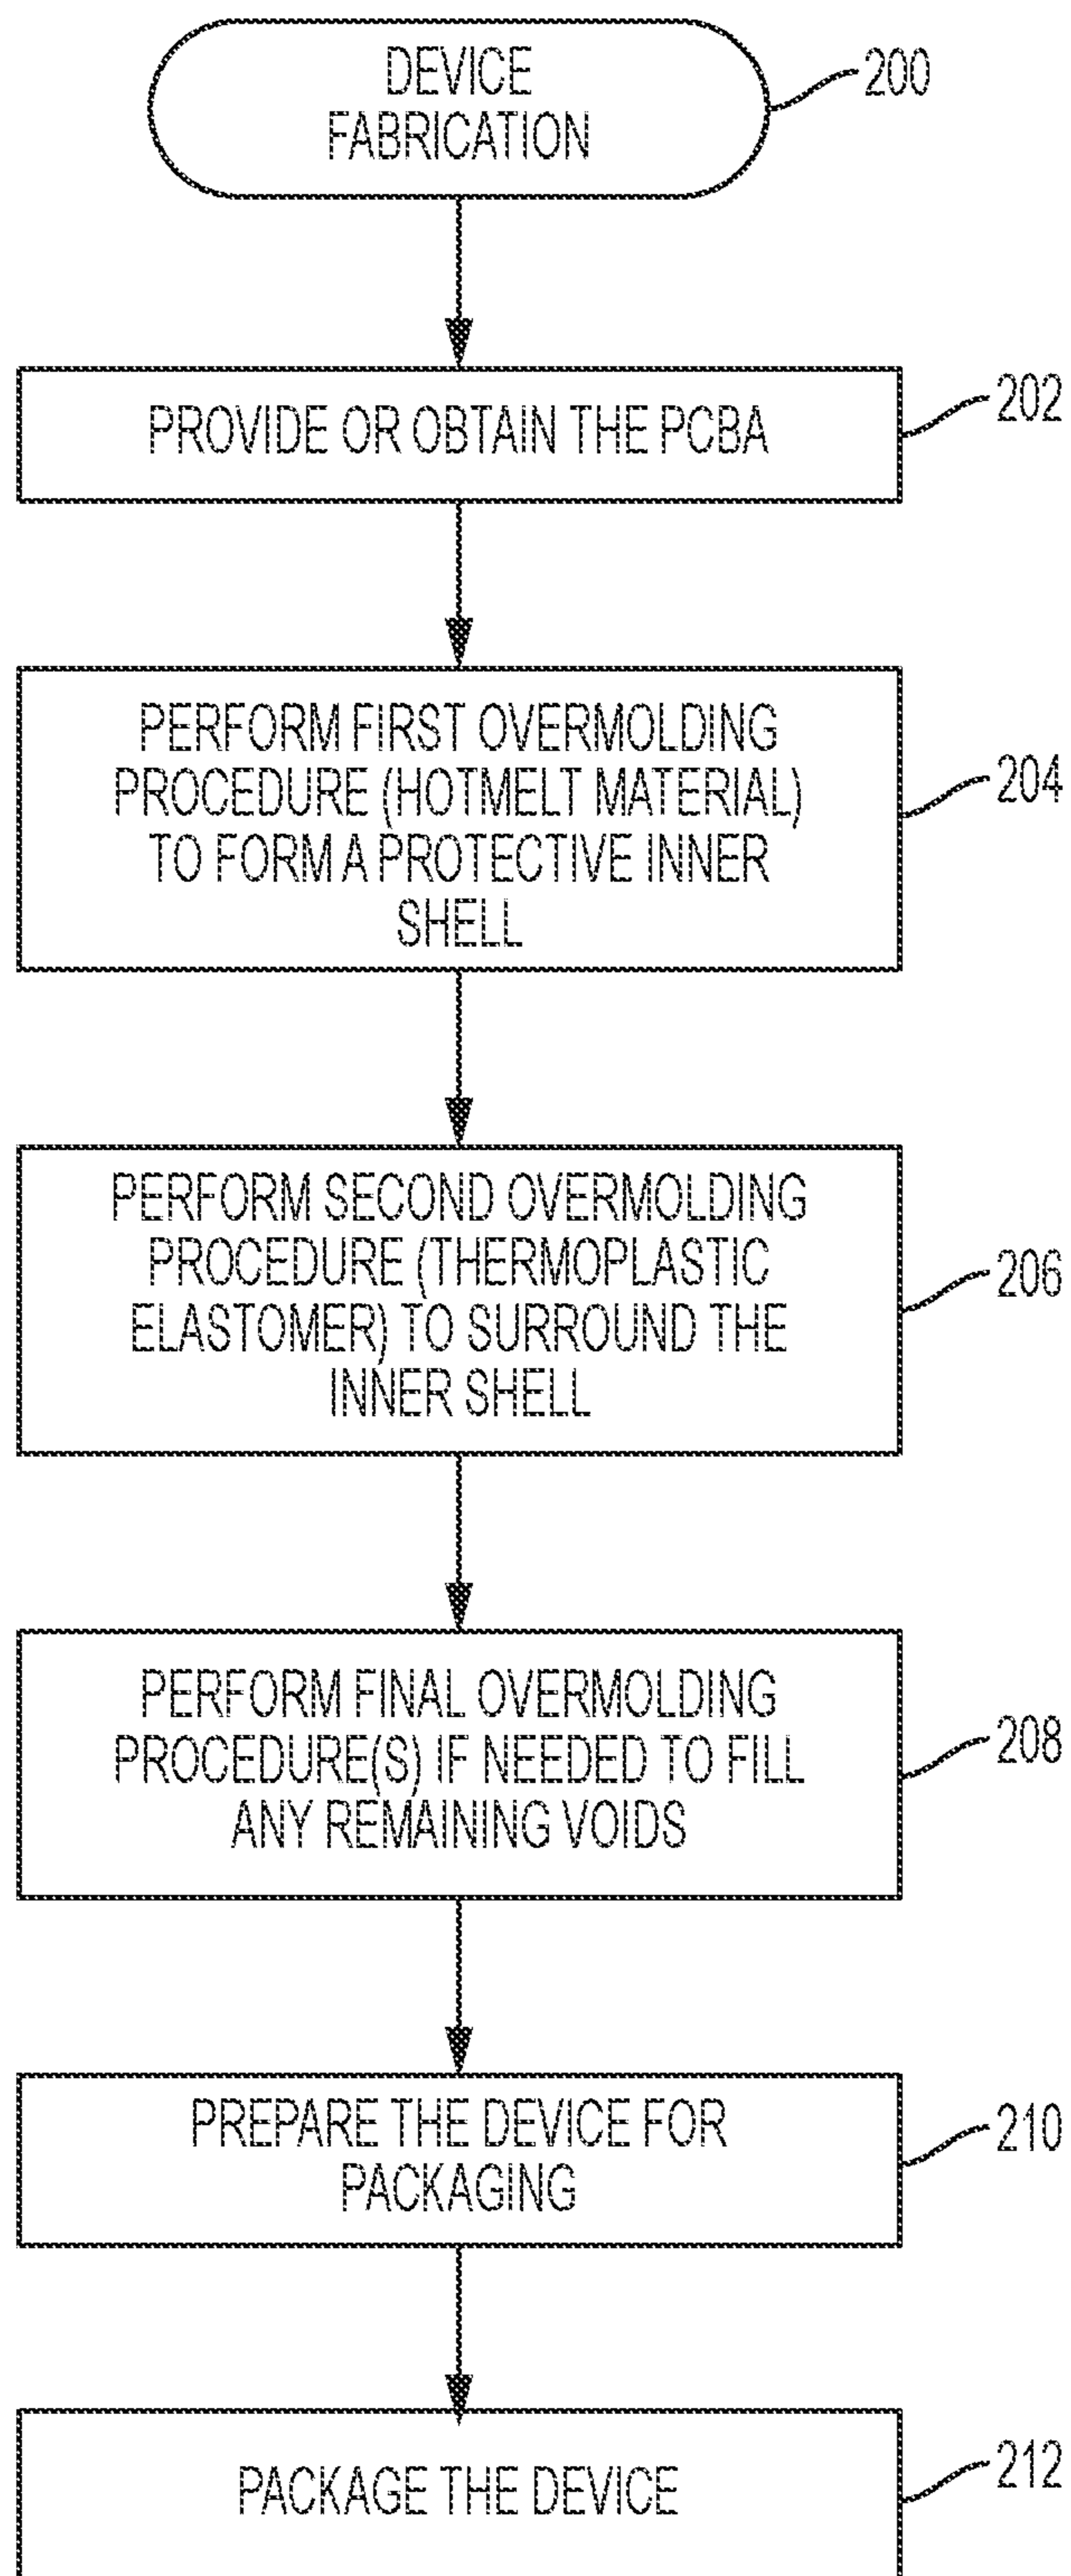 DEVICE
FABRICATION
200
PROVIDE OR OBTAIN THE PCBA
202
PERFORM FIRST OVERMOLDING
PROCEDURE (HOTMELT MATERIAL)
TO FORM A PROTECTIVE INNER
SHELL
204
PERFORM SECOND OVERMOLDING
PROCEDURE (THERMOPLASTIC
ELASTOMER) TO SURROUND THE
INNER SHELL
206
PERFORM FINAL OVERMOLDING
PROCEDURE(S) IF NEEDED TO FILL
ANY REMAINING VOIDS
208
PREPARE THE DEVICE FOR
PACKAGING
210
PACKAGE THE DEVICE
212